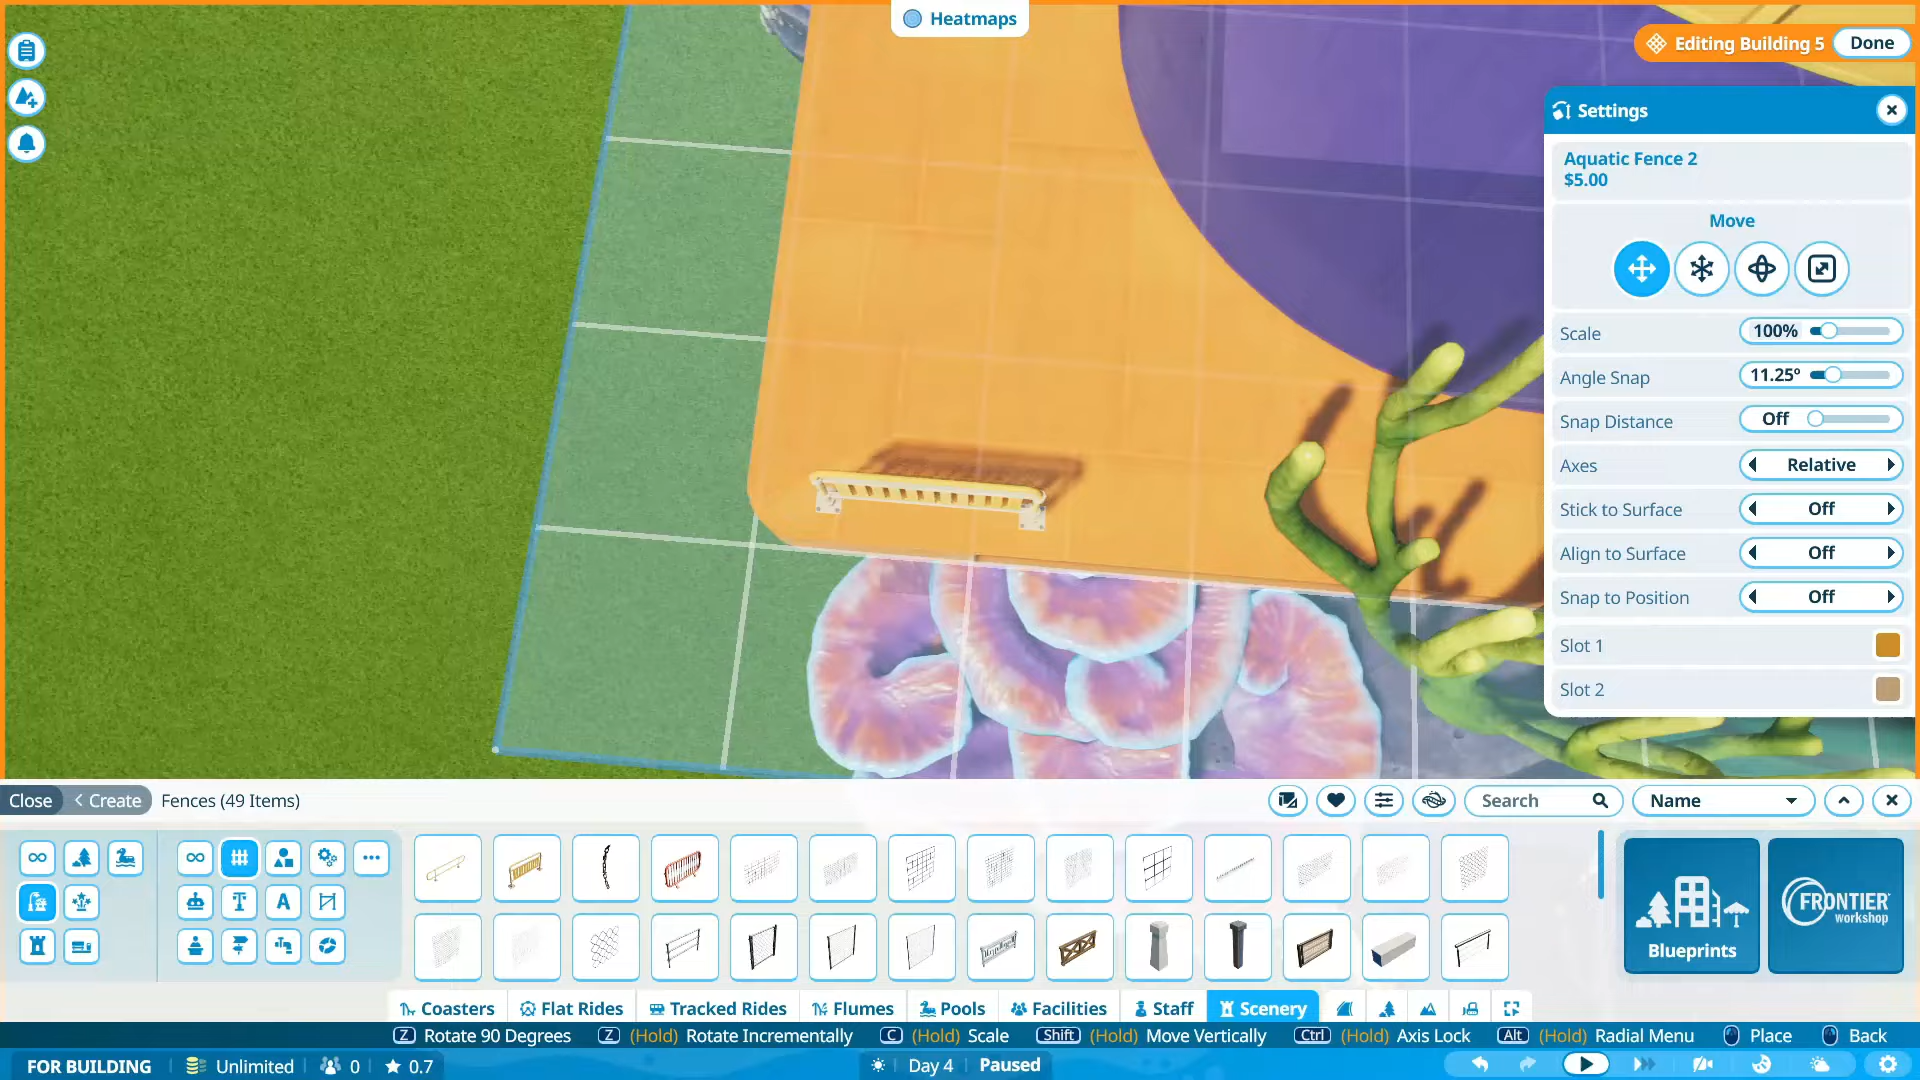 Heatmaps
Editing Building 5 Done
Settings
Aquatic Fence 2
$5.00
Move
Scale 100%
Angle Snap 11.25°
Snap Distance Off
Axes Relative
Stick to Surface Off
Align to Surface Off
Snap to Position Off
Slot 1
Slot 2
Close Create Fences (49 Items) Search Name
Blueprints
FRONTIER
workshop
Coasters Flat Rides Tracked Rides Flumes Pools Facilities Staff Scenery
Z Rotate 90 Degrees Z (Hold) Rotate Incrementally C (Hold) Scale Shift (Hold) Move Vertically Ctrl (Hold) Axis Lock Alt (Hold) Radial Menu Place Back
FOR BUILDING Unlimited 0 0.7 Day 4 Paused